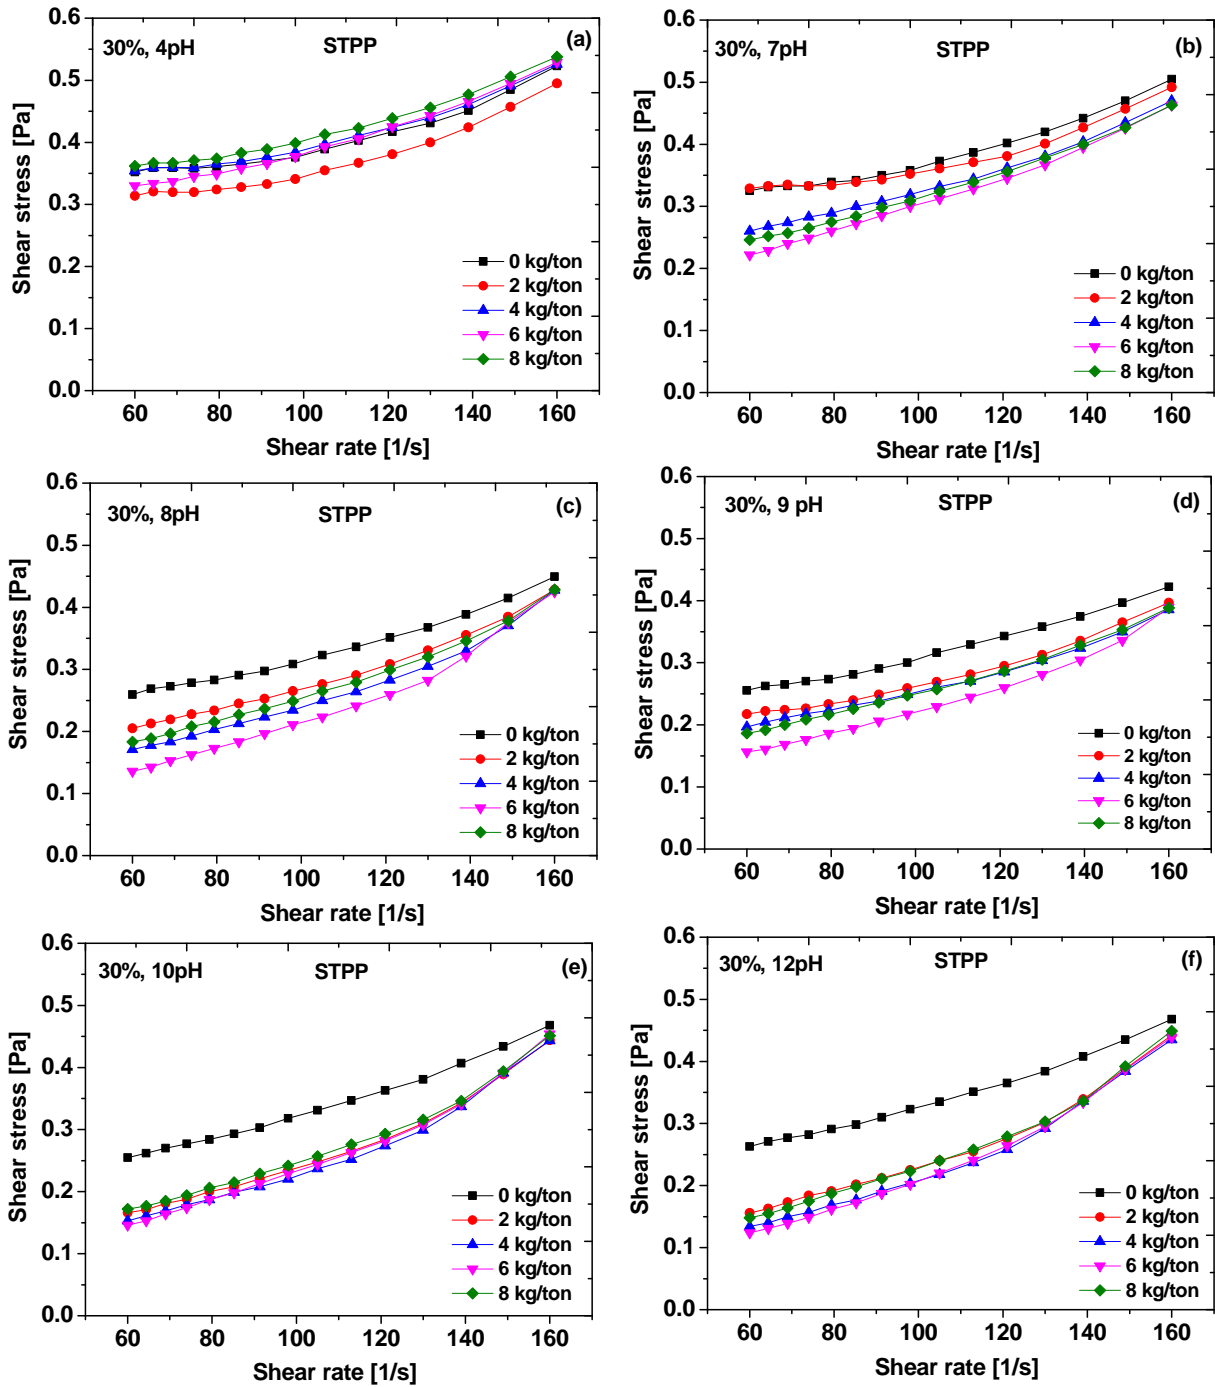 30%, 4pH
STPP
(a)
Shear stress [Pa]
0.6
0.5
0.4
0.3
0.2
0.1
0.0
0 kg/ton
2 kg/ton
4 kg/ton
6 kg/ton
8 kg/ton
60 80 100 120 140 160
Shear rate [1/s]
30%, 7pH
STPP
(b)
Shear stress [Pa]
0.6
0.5
0.4
0.3
0.2
0.1
0.0
0 kg/ton
2 kg/ton
4 kg/ton
6 kg/ton
8 kg/ton
60 80 100 120 140 160
Shear rate [1/s]
30%, 8pH
STPP
(c)
Shear stress [Pa]
0.6
0.5
0.4
0.3
0.2
0.1
0.0
0 kg/ton
2 kg/ton
4 kg/ton
6 kg/ton
8 kg/ton
60 80 100 120 140 160
Shear rate [1/s]
30%, 9 pH
STPP
(d)
Shear stress [Pa]
0.6
0.5
0.4
0.3
0.2
0.1
0.0
0 kg/ton
2 kg/ton
4 kg/ton
6 kg/ton
8 kg/ton
60 80 100 120 140 160
Shear rate [1/s]
30%, 10pH
STPP
(e)
Shear stress [Pa]
0.6
0.5
0.4
0.3
0.2
0.1
0.0
0 kg/ton
2 kg/ton
4 kg/ton
6 kg/ton
8 kg/ton
60 80 100 120 140 160
Shear rate [1/s]
30%, 12pH
STPP
(f)
Shear stress [Pa]
0.6
0.5
0.4
0.3
0.2
0.1
0.0
0 kg/ton
2 kg/ton
4 kg/ton
6 kg/ton
8 kg/ton
60 80 100 120 140 160
Shear rate [1/s]